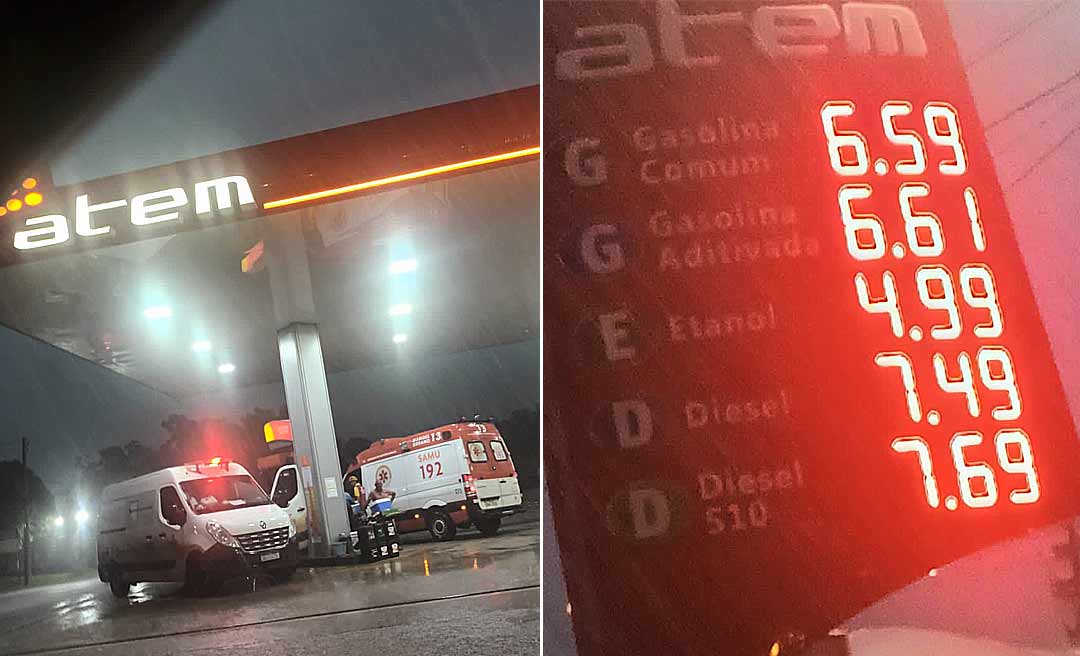 atem
SAMU
192
13
atem
G Gasolina Comum 6.59
G Gasolina Aditivada 6.61
E Etanol 4.99
D Diesel 7.49
D Diesel S10 7.69